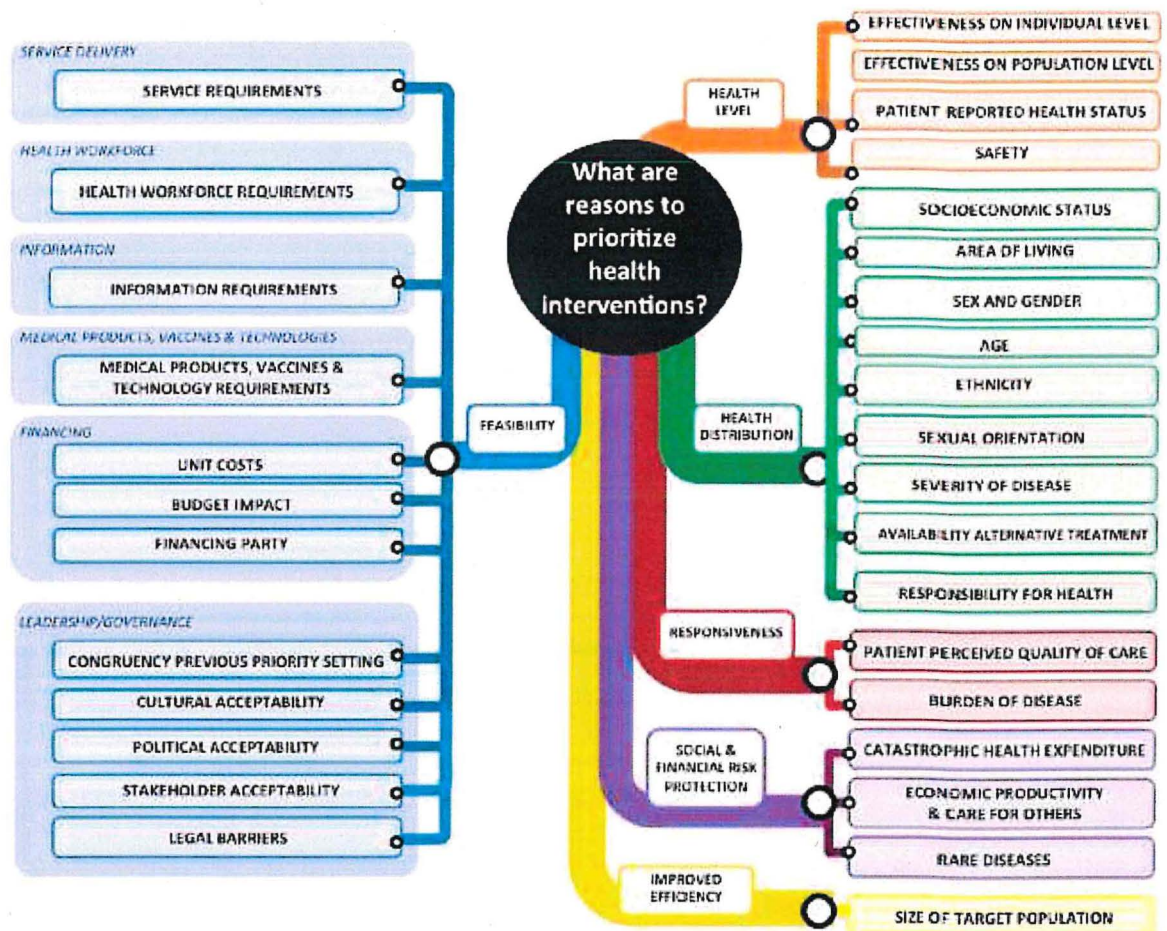 What are
reasons to
prioritize
health
interventions?
SERVICE DELIVERY
SERVICE REQUIREMENTS
HEALTH WORKFORCE
HEALTH WORKFORCE REQUIREMENTS
INFORMATION
INFORMATION REQUIREMENTS
MEDICAL PRODUCTS, VACCINES & TECHNOLOGIES
MEDICAL PRODUCTS, VACCINES &
TECHNOLOGY REQUIREMENTS
FINANCING
UNIT COSTS
BUDGET IMPACT
FINANCING PARTY
LEADERSHIP/GOVERNANCE
CONGRUENCY PREVIOUS PRIORITY SETTING
CULTURAL ACCEPTABILITY
POLITICAL ACCEPTABILITY
STAKEHOLDER ACCEPTABILITY
LEGAL BARRIERS
FEASIBILITY
HEALTH
LEVEL
EFFECTIVENESS ON INDIVIDUAL LEVEL
EFFECTIVENESS ON POPULATION LEVEL
PATIENT REPORTED HEALTH STATUS
SAFETY
HEALTH
DISTRIBUTION
SOCIOECONOMIC STATUS
AREA OF LIVING
SEX AND GENDER
AGE
ETHNICITY
SEXUAL ORIENTATION
SEVERITY OF DISEASE
AVAILABILITY ALTERNATIVE TREATMENT
RESPONSIBILITY FOR HEALTH
RESPONSIVENESS
PATIENT PERCEIVED QUALITY OF CARE
BURDEN OF DISEASE
SOCIAL &
FINANCIAL RISK
PROTECTION
CATASTROPHIC HEALTH EXPENDITURE
ECONOMIC PRODUCTIVITY
& CARE FOR OTHERS
RARE DISEASES
IMPROVED
EFFICIENCY
SIZE OF TARGET POPULATION